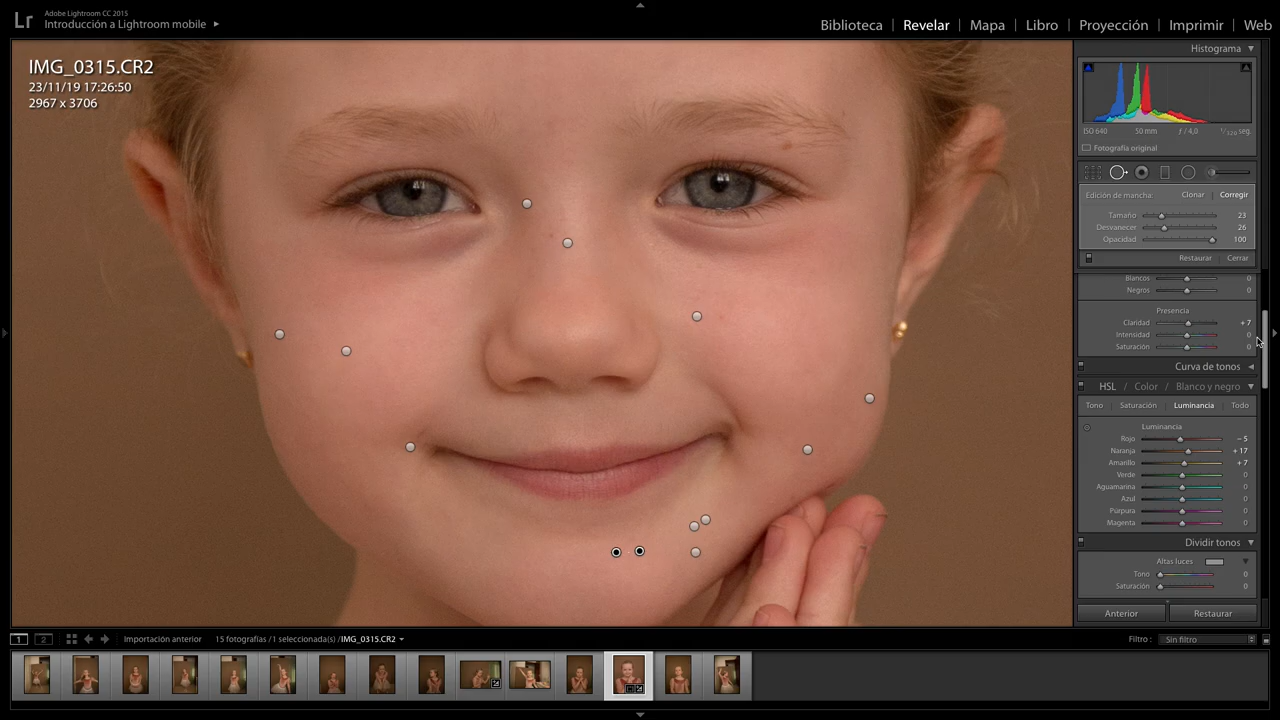 Lr
Adobe Lightroom CC 2015
Introducción a Lightroom mobile
Biblioteca | Revelar | Mapa | Libro | Proyección | Imprimir | Web
IMG_0315.CR2
23/11/19 17:26:50
2967 x 3706
Histograma
ISO 640 50 mm ƒ / 4,0 1/120 seg.
Fotografía original
Edición de mancha: Clonar Corregir
Tamaño 23
Desvanecer 26
Opacidad 100
Restaurar Cerrar
Blancos 0
Negros 0
Presencia
Claridad + 7
Intensidad 0
Saturación 0
Curva de tonos
HSL / Color / Blanco y negro
Tono Saturación Luminancia Todo
Luminancia
Rojo – 5
Naranja + 17
Amarillo + 7
Verde 0
Aguamarina 0
Azul 0
Púrpura 0
Magenta 0
Dividir tonos
Altas luces
Tono 0
Saturación 0
Anterior Restaurar
1 2 Importación anterior 15 fotografías /1 seleccionada(s) /IMG_0315.CR2 Filtro : Sin filtro